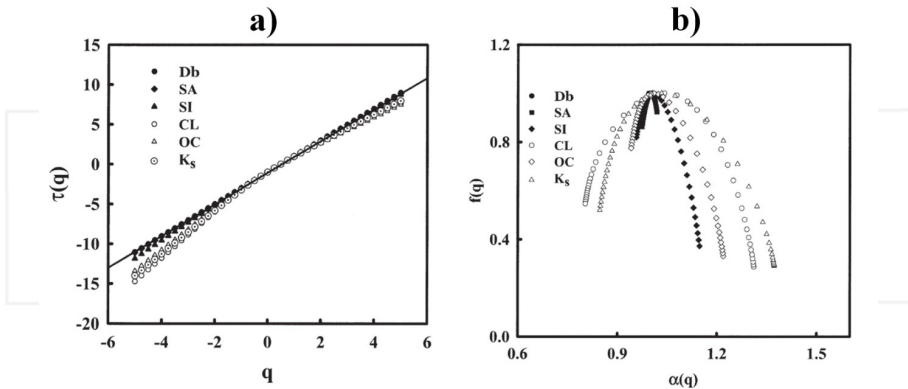 a)
15
10
5
0
-5
-10
-15
-20
τ(q)
-6 -4 -2 0 2 4 6
q
Db
SA
SI
CL
OC
Ks
b)
1.2
0.8
0.4
0.0
f(q)
0.6 0.9 1.2 1.5
α(q)
Db
SA
SI
CL
OC
Ks